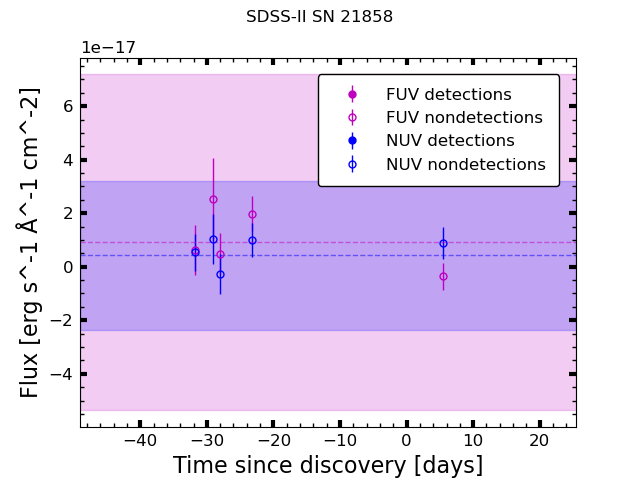 SDSS-II SN 21858
1e−17
FUV detections
FUV nondetections
NUV detections
NUV nondetections
6
4
2
0
−2
−4
Flux [erg s^-1 Å^-1 cm^-2]
−40 −30 −20 −10 0 10 20
Time since discovery [days]